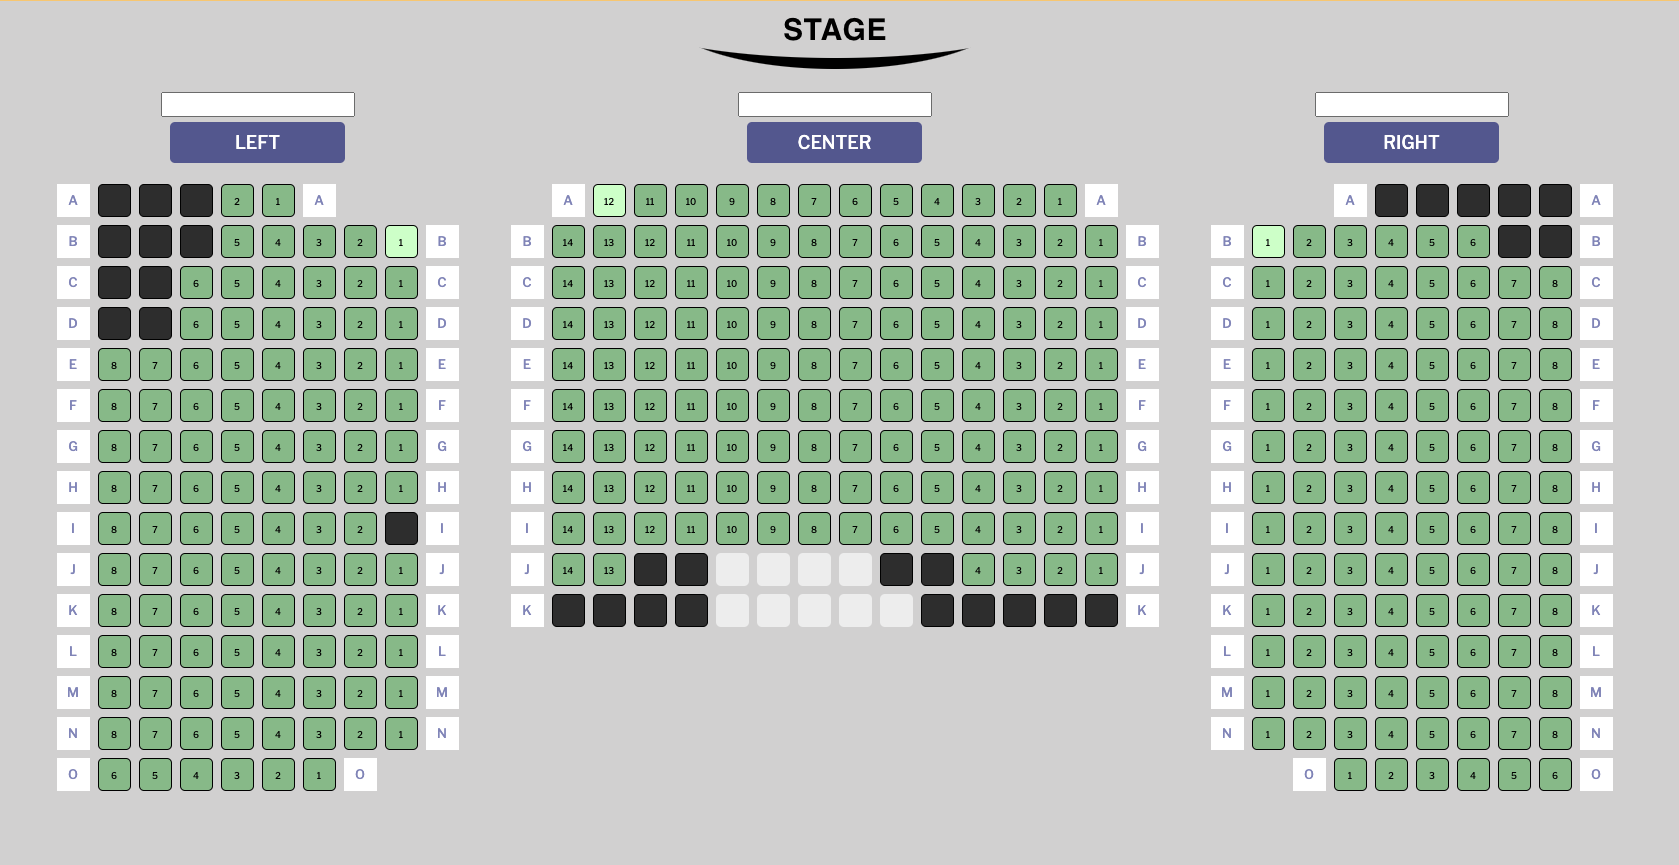 STAGE
LEFT CENTER RIGHT
A 2 1 A A 12 11 10 9 8 7 6 5 4 3 2 1 A A A
B 5 4 3 2 1 B B 14 13 12 11 10 9 8 7 6 5 4 3 2 1 B B 1 2 3 4 5 6 B
C 6 5 4 3 2 1 C C 14 13 12 11 10 9 8 7 6 5 4 3 2 1 C C 1 2 3 4 5 6 7 8 C
D 6 5 4 3 2 1 D D 14 13 12 11 10 9 8 7 6 5 4 3 2 1 D D 1 2 3 4 5 6 7 8 D
E 8 7 6 5 4 3 2 1 E E 14 13 12 11 10 9 8 7 6 5 4 3 2 1 E E 1 2 3 4 5 6 7 8 E
F 8 7 6 5 4 3 2 1 F F 14 13 12 11 10 9 8 7 6 5 4 3 2 1 F F 1 2 3 4 5 6 7 8 F
G 8 7 6 5 4 3 2 1 G G 14 13 12 11 10 9 8 7 6 5 4 3 2 1 G G 1 2 3 4 5 6 7 8 G
H 8 7 6 5 4 3 2 1 H H 14 13 12 11 10 9 8 7 6 5 4 3 2 1 H H 1 2 3 4 5 6 7 8 H
I 8 7 6 5 4 3 2 I I 14 13 12 11 10 9 8 7 6 5 4 3 2 1 I I 1 2 3 4 5 6 7 8 I
J 8 7 6 5 4 3 2 1 J J 14 13 4 3 2 1 J J 1 2 3 4 5 6 7 8 J
K 8 7 6 5 4 3 2 1 K K K K 1 2 3 4 5 6 7 8 K
L 8 7 6 5 4 3 2 1 L L 1 2 3 4 5 6 7 8 L
M 8 7 6 5 4 3 2 1 M M 1 2 3 4 5 6 7 8 M
N 8 7 6 5 4 3 2 1 N N 1 2 3 4 5 6 7 8 N
O 6 5 4 3 2 1 O O 1 2 3 4 5 6 O